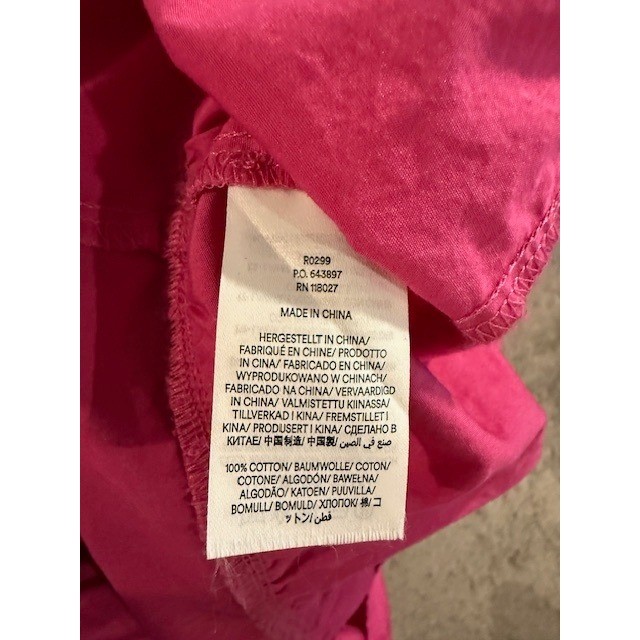 R0299
P.O. 643897
RN 118027
MADE IN CHINA
HERGESTELLT IN CHINA/
FABRIQUÉ EN CHINE/ PRODOTTO
IN CINA/ FABRICADO EN CHINA/
WYPRODUKOWANO W CHINACH/
FABRICADO NA CHINA/ VERVAARDIGD
IN CHINA/ VALMISTETTU KIINASSA/
TILLVERKAD I KINA/ FREMSTILLET I
KINA/ PRODUSERT I KINA/ СДЕЛАНО В
КИТАЕ/ 中国制造/ 中国製/ صنع في الصين
100% COTTON/ BAUMWOLLE/ COTON/
COTONE/ ALGODÓN/ BAWEŁNA/
ALGODÃO/ KATOEN/ PUUVILLA/
BOMULL/ BOMULD/ ХЛОПОК/ 棉/ コ
ットン/ قطن